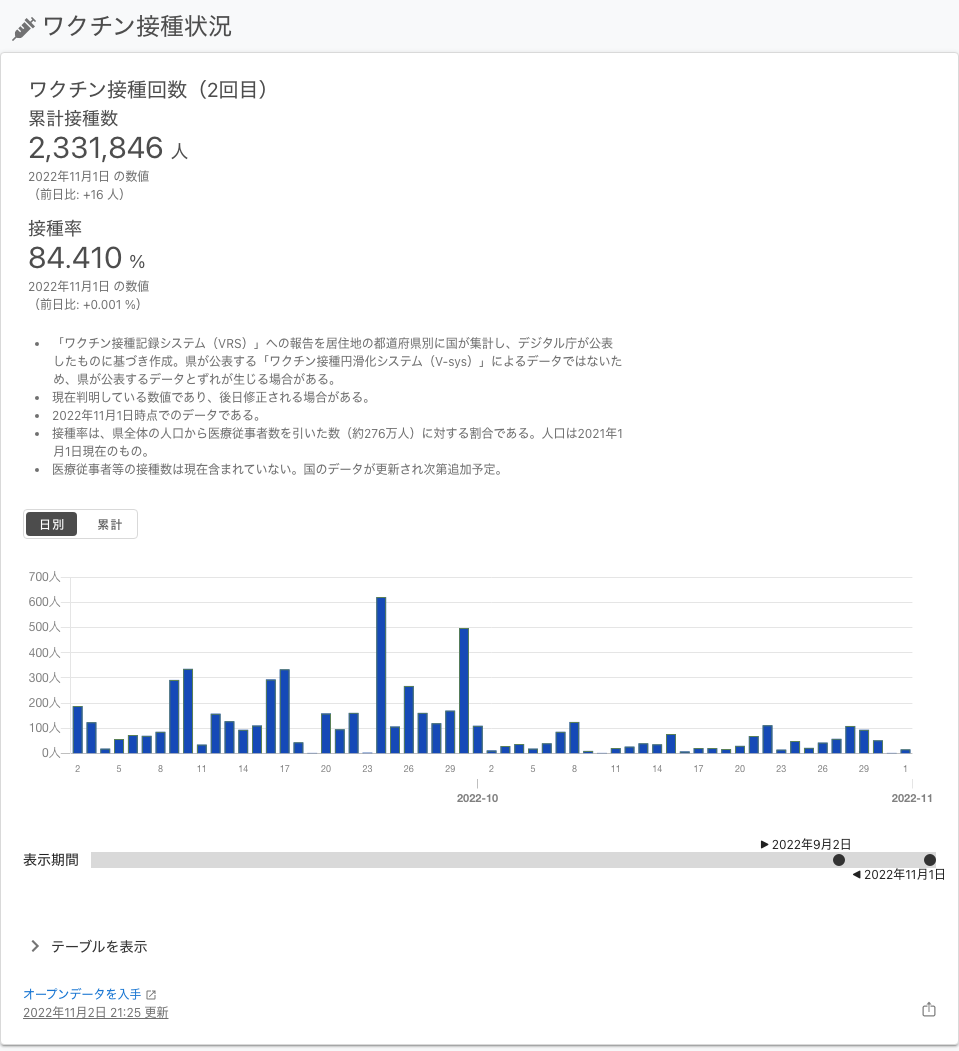 ワクチン接種状況
ワクチン接種回数（2回目）
累計接種数
2,331,846 人
2022年11月1日 の数値
（前日比: +16 人）
接種率
84.410 %
2022年11月1日 の数値
（前日比: +0.001 %）
• 「ワクチン接種記録システム（VRS）」への報告を居住地の都道府県別に国が集計し、デジタル庁が公表
したものに基づき作成。県が公表する「ワクチン接種円滑化システム（V-sys）」によるデータではないた
め、県が公表するデータとずれが生じる場合がある。
• 現在判明している数値であり、後日修正される場合がある。
• 2022年11月1日時点でのデータである。
• 接種率は、県全体の人口から医療従事者数を引いた数（約276万人）に対する割合である。人口は2021年1
月1日現在のもの。
• 医療従事者等の接種数は現在含まれていない。国のデータが更新され次第追加予定。
日別 累計
700人
600人
500人
400人
300人
200人
100人
0人
2 5 8 11 14 17 20 23 26 29 2 5 8 11 14 17 20 23 26 29 1
2022-10 2022-11
▶ 2022年9月2日
表示期間
◀ 2022年11月1日
テーブルを表示
オープンデータを入手
2022年11月2日 21:25 更新